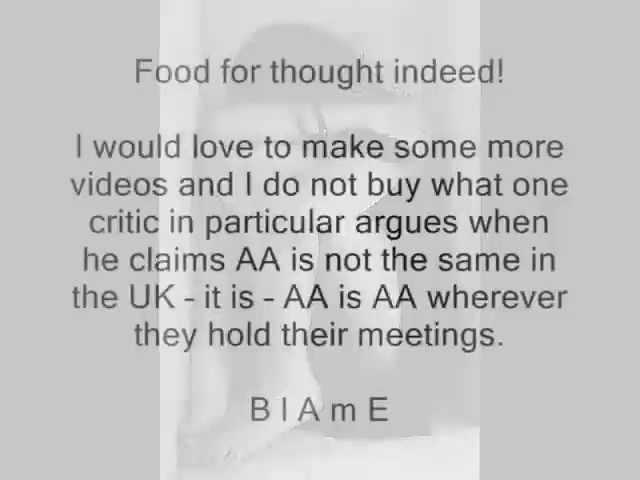 Food for thought indeed!
I would love to make some more
videos and I do not buy what one
critic in particular argues when
he claims AA is not the same in
the UK - it is - AA is AA wherever
they hold their meetings.
B l A m E